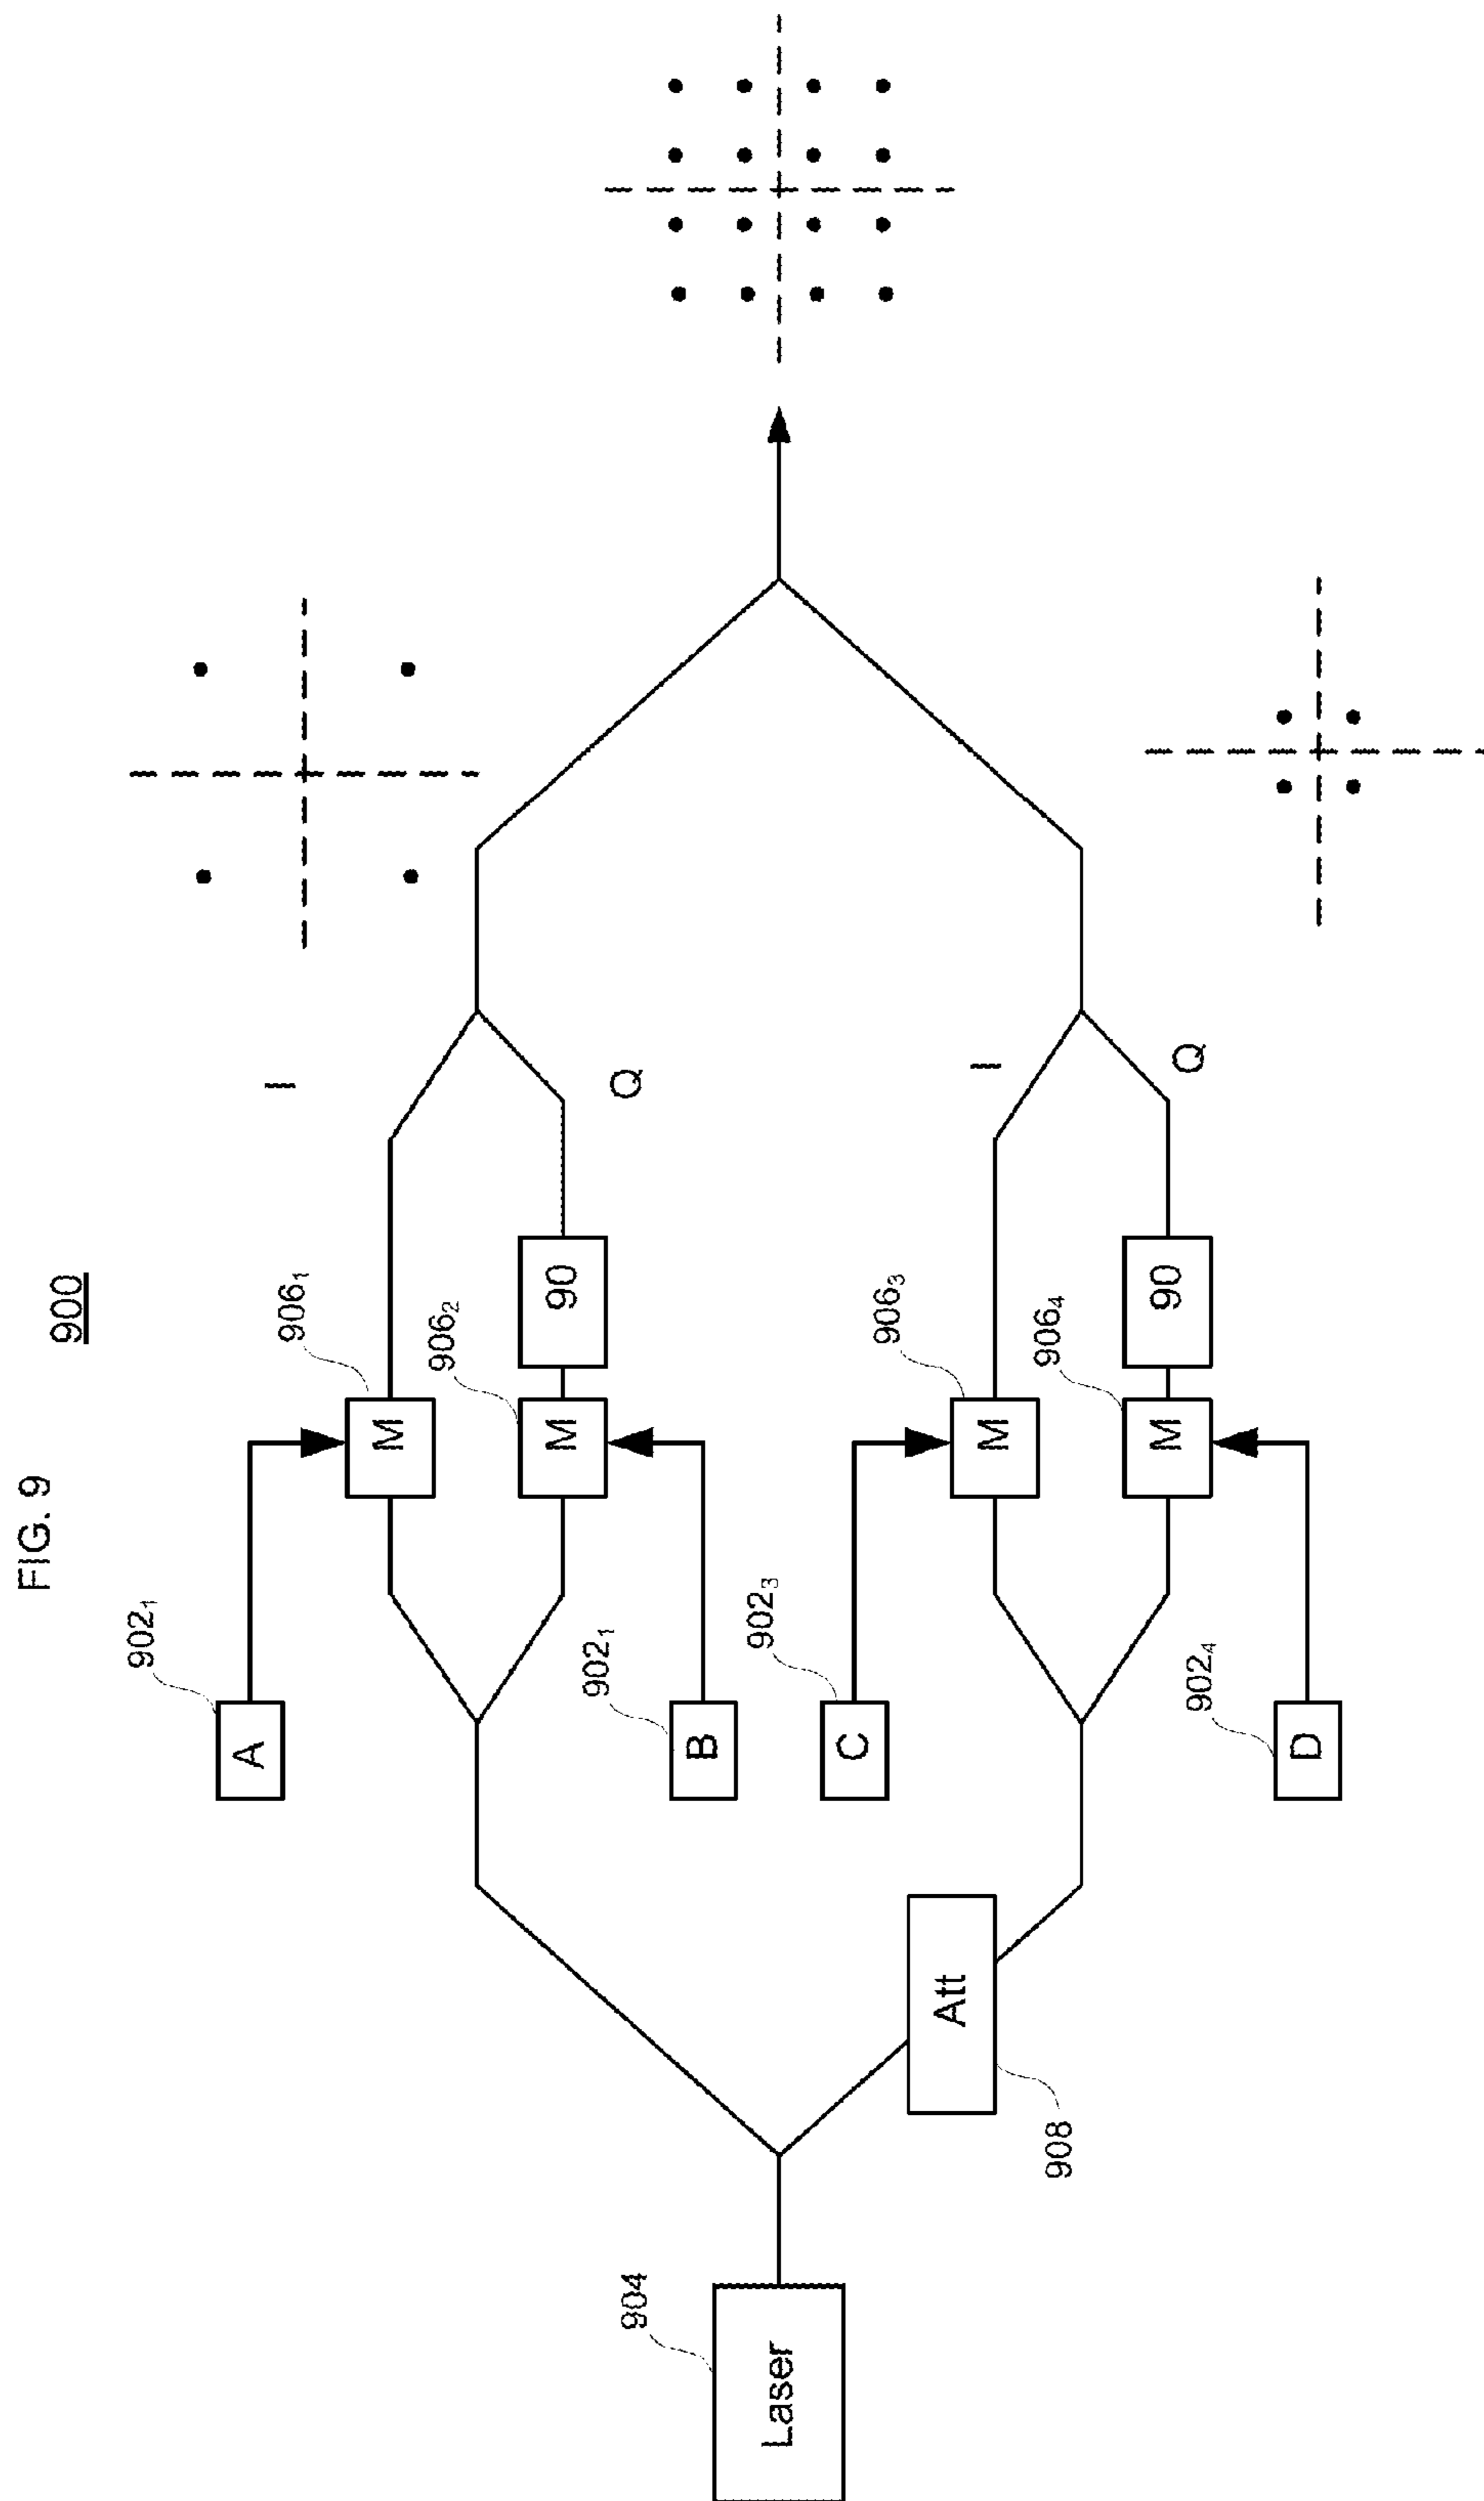 FIG. 9
900
902₁
A
906₁
I
M
906₂
M
90
902₁
Q
904
B
902₃
Laser
C
906₃
Att
I
M
906₄
908
M
90
Q
902₄
D